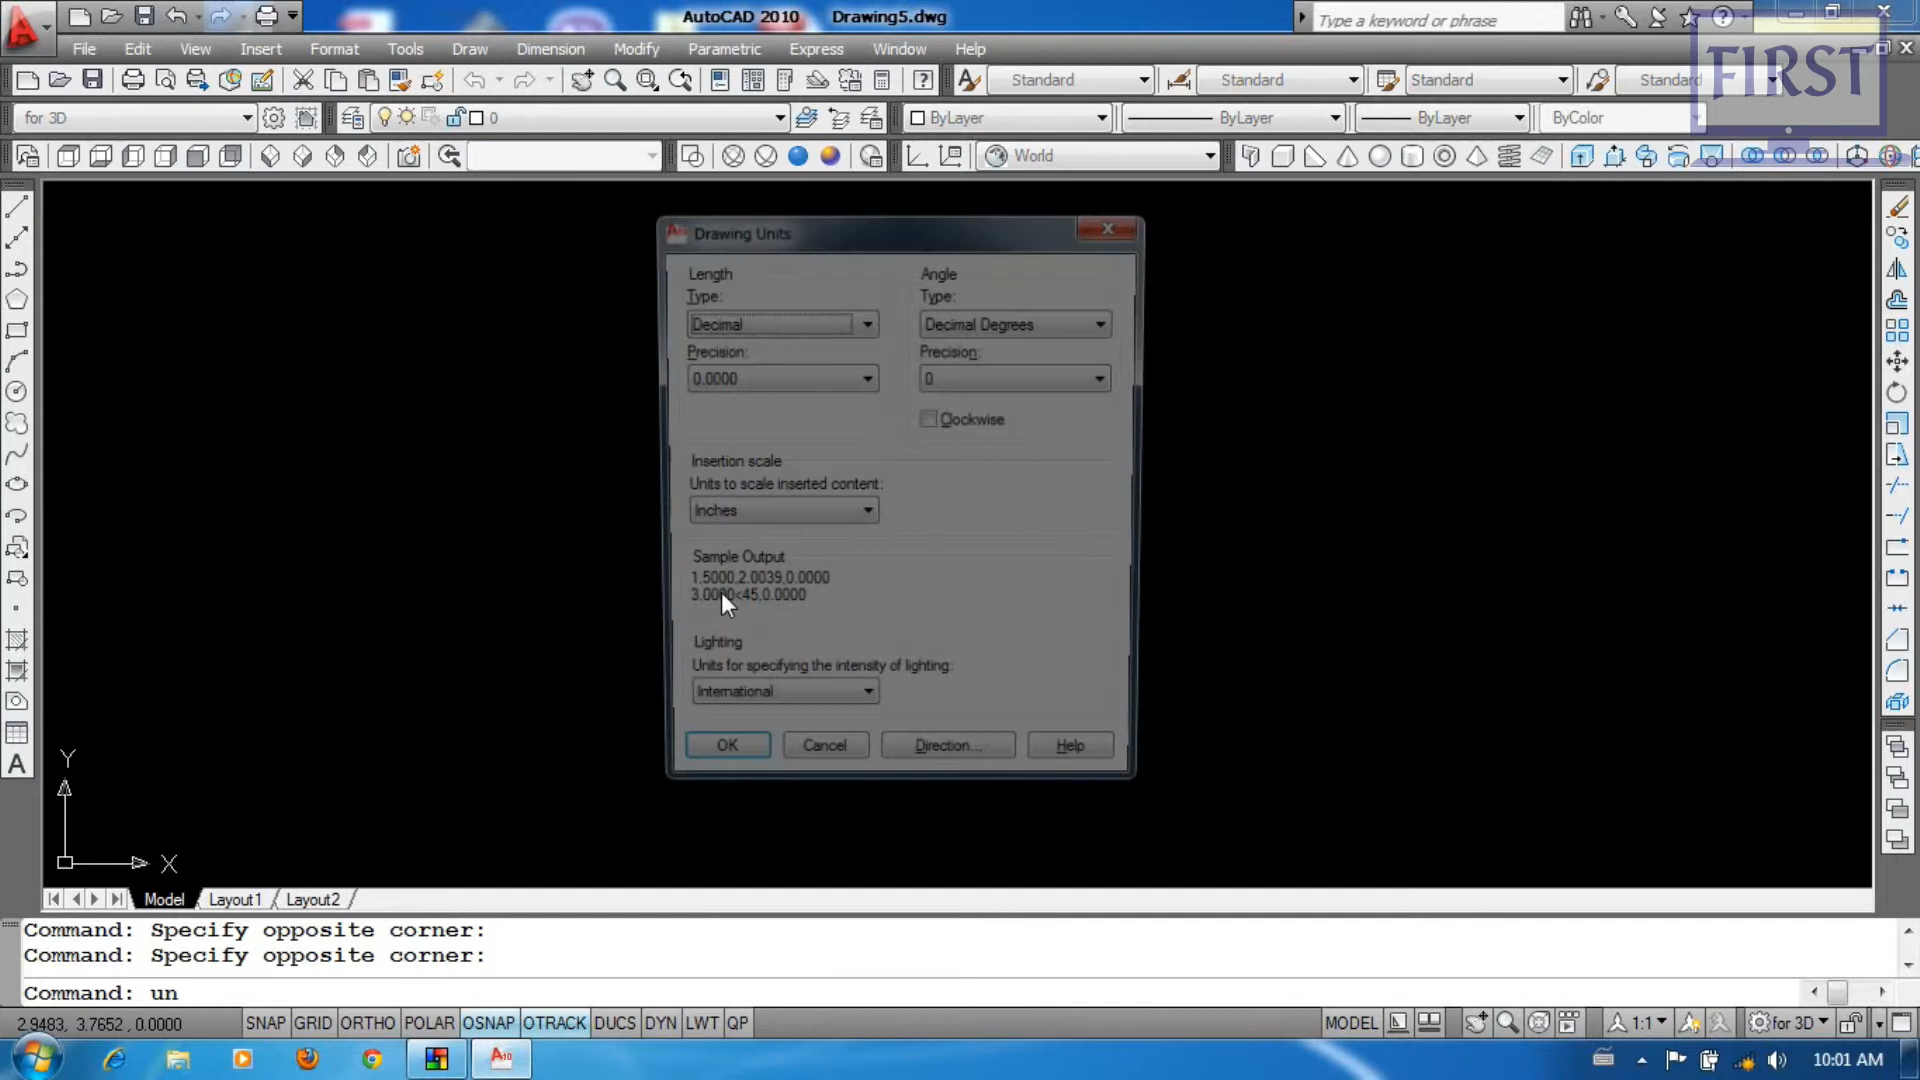 AutoCAD 2010 Drawing5.dwg
Type a keyword or phrase
File Edit View Insert Format Tools Draw Dimension Modify Parametric Express Window Help
FIRST
Standard Standard Standard Standard
for 3D 0 ByLayer ByLayer ByLayer ByColor
World
Drawing Units
Length Angle
Type: Type:
Decimal Decimal Degrees
Precision: Precision:
0.0000 0
Clockwise
Insertion scale
Units to scale inserted content:
Inches
Sample Output
1.5000,2.0039,0.0000
3.0000<45,0.0000
Lighting
Units for specifying the intensity of lighting:
International
OK Cancel Direction... Help
Y
X
Model Layout1 Layout2
Command: Specify opposite corner:
Command: Specify opposite corner:
Command: un
2.9483, 3.7652 , 0.0000 SNAP GRID ORTHO POLAR OSNAP OTRACK DUCS DYN LWT QP MODEL 1:1 for 3D
10:01 AM